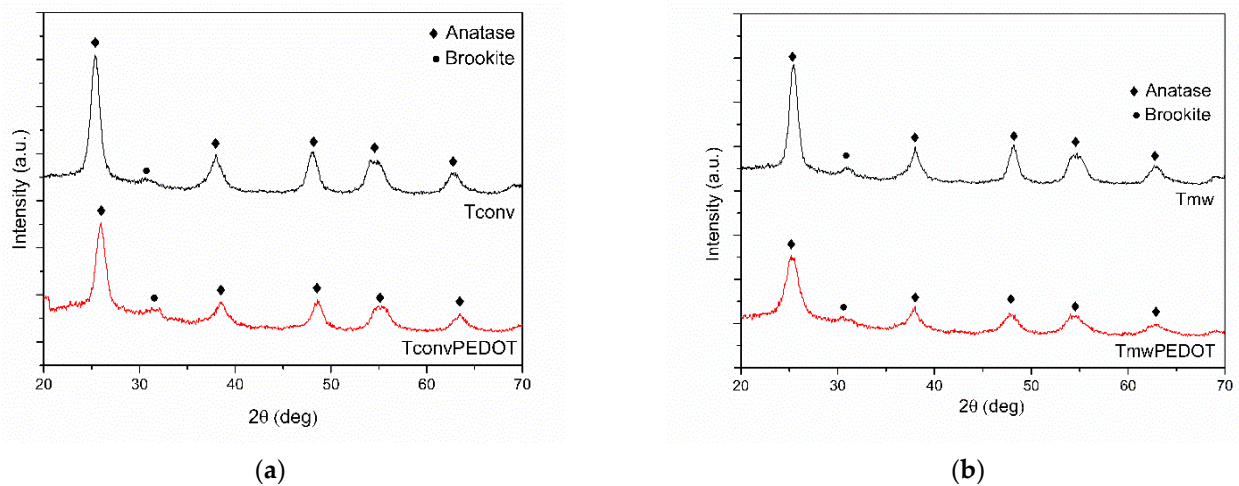 ◆ Anatase
● Brookite
Intensity (a.u.)
Tconv
TconvPEDOT
20 30 40 50 60 70
2θ (deg)
(a)
◆ Anatase
● Brookite
Intensity (a.u.)
Tmw
TmwPEDOT
20 30 40 50 60 70
2θ (deg)
(b)